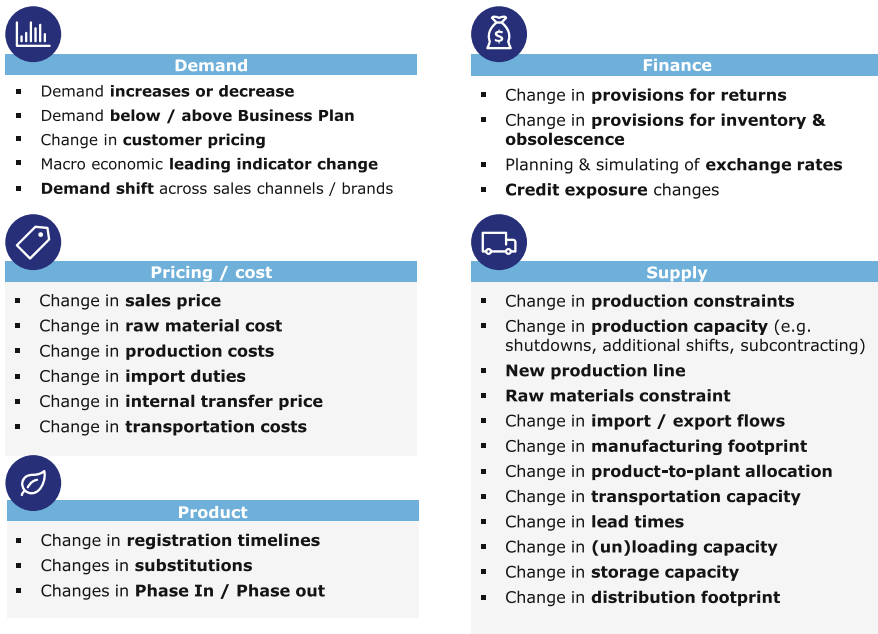 Demand
▪ Demand increases or decrease
▪ Demand below / above Business Plan
▪ Change in customer pricing
▪ Macro economic leading indicator change
▪ Demand shift across sales channels / brands
Pricing / cost
▪ Change in sales price
▪ Change in raw material cost
▪ Change in production costs
▪ Change in import duties
▪ Change in internal transfer price
▪ Change in transportation costs
Product
▪ Change in registration timelines
▪ Changes in substitutions
▪ Changes in Phase In / Phase out
$
Finance
▪ Change in provisions for returns
▪ Change in provisions for inventory &
obsolescence
▪ Planning & simulating of exchange rates
▪ Credit exposure changes
Supply
▪ Change in production constraints
▪ Change in production capacity (e.g.
shutdowns, additional shifts, subcontracting)
▪ New production line
▪ Raw materials constraint
▪ Change in import / export flows
▪ Change in manufacturing footprint
▪ Change in product-to-plant allocation
▪ Change in transportation capacity
▪ Change in lead times
▪ Change in (un)loading capacity
▪ Change in storage capacity
▪ Change in distribution footprint